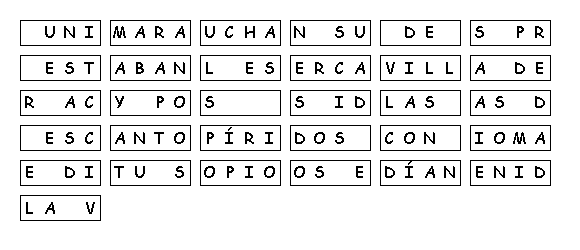 UNI MARA UCHA N SU DE S PR
EST ABAN L ES ERCA VILL A DE
R AC Y PO S S ID LAS AS D
ESC ANTO PÍRI DOS CON IOMA
E DI TU S OPIO OS E DÍAN ENID
LA V